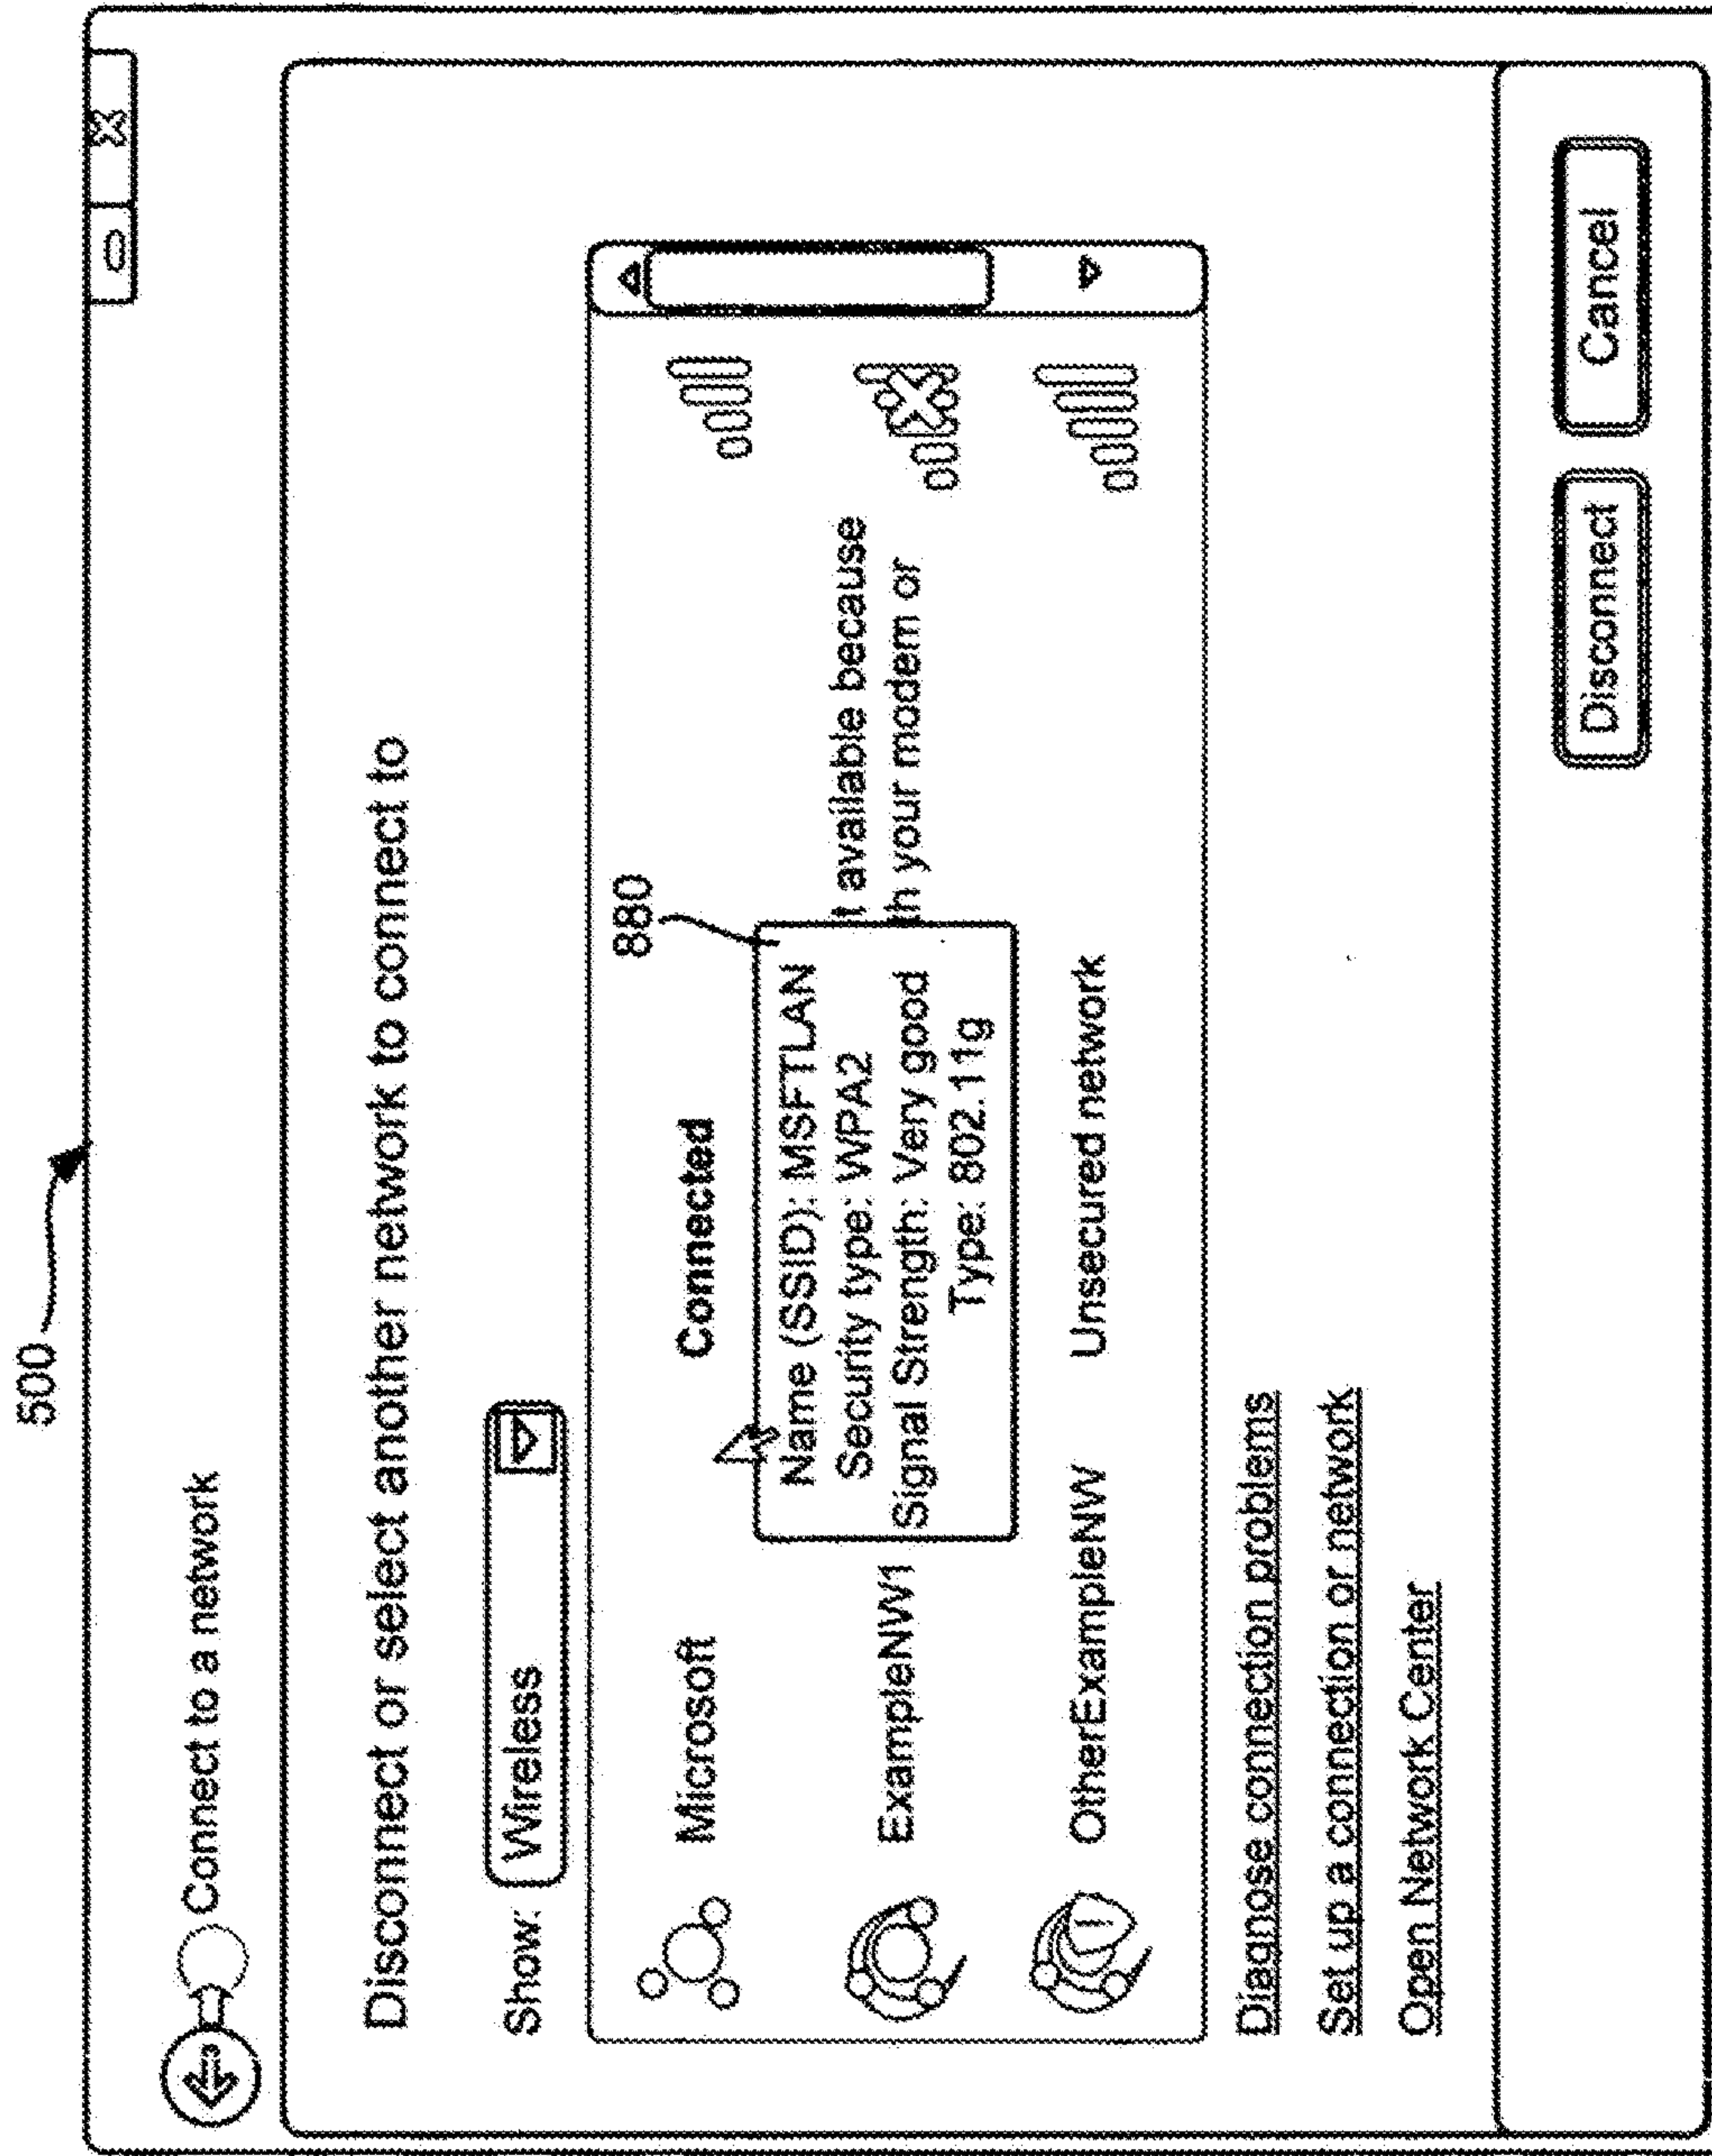 500
Connect to a network
Disconnect or select another network to connect to
Show: Wireless
Microsoft Connected
880
Name (SSID): MSFTLAN
Security type: WPA2
Signal Strength: Very good
Type: 802.11g
ExampleNW1
t available because
th your modem or
OtherExampleNW Unsecured network
Diagnose connection problems
Set up a connection or network
Open Network Center
Disconnect Cancel